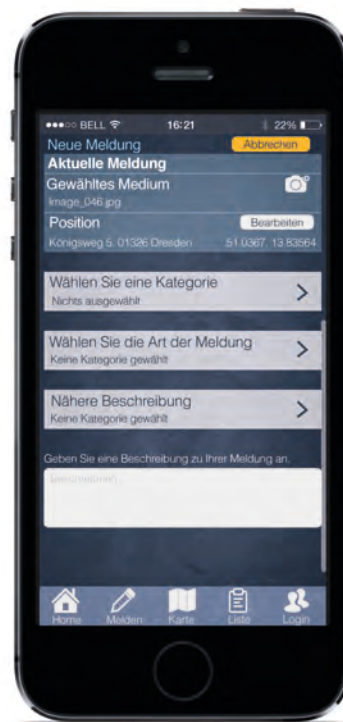 BELL 16:21 22%
Neue Meldung Abbrechen
Aktuelle Meldung
Gewähltes Medium
Image_046.jpg
Position Bearbeiten
Königsweg 5, 01326 Dresden 51.0367, 13.83564
Wählen Sie eine Kategorie
Nichts ausgewählt
Wählen Sie die Art der Meldung
Keine Kategorie gewählt
Nähere Beschreibung
Keine Kategorie gewählt
Geben Sie eine Beschreibung zu Ihrer Meldung an.
Home Melden Karte Liste Login